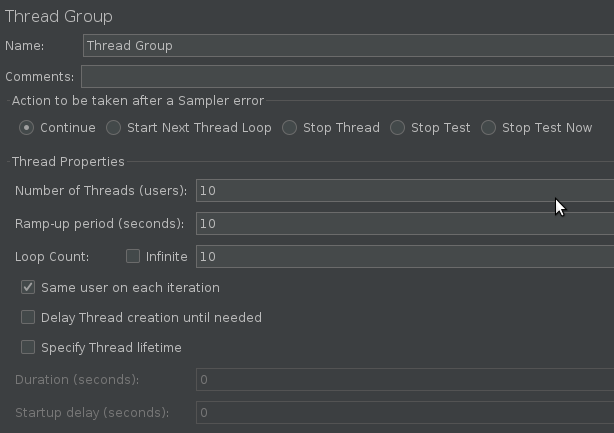 Thread Group
Name: Thread Group
Comments:
Action to be taken after a Sampler error
Continue Start Next Thread Loop Stop Thread Stop Test Stop Test Now
Thread Properties
Number of Threads (users): 10
Ramp-up period (seconds): 10
Loop Count: Infinite 10
Same user on each iteration
Delay Thread creation until needed
Specify Thread lifetime
Duration (seconds): 0
Startup delay (seconds): 0